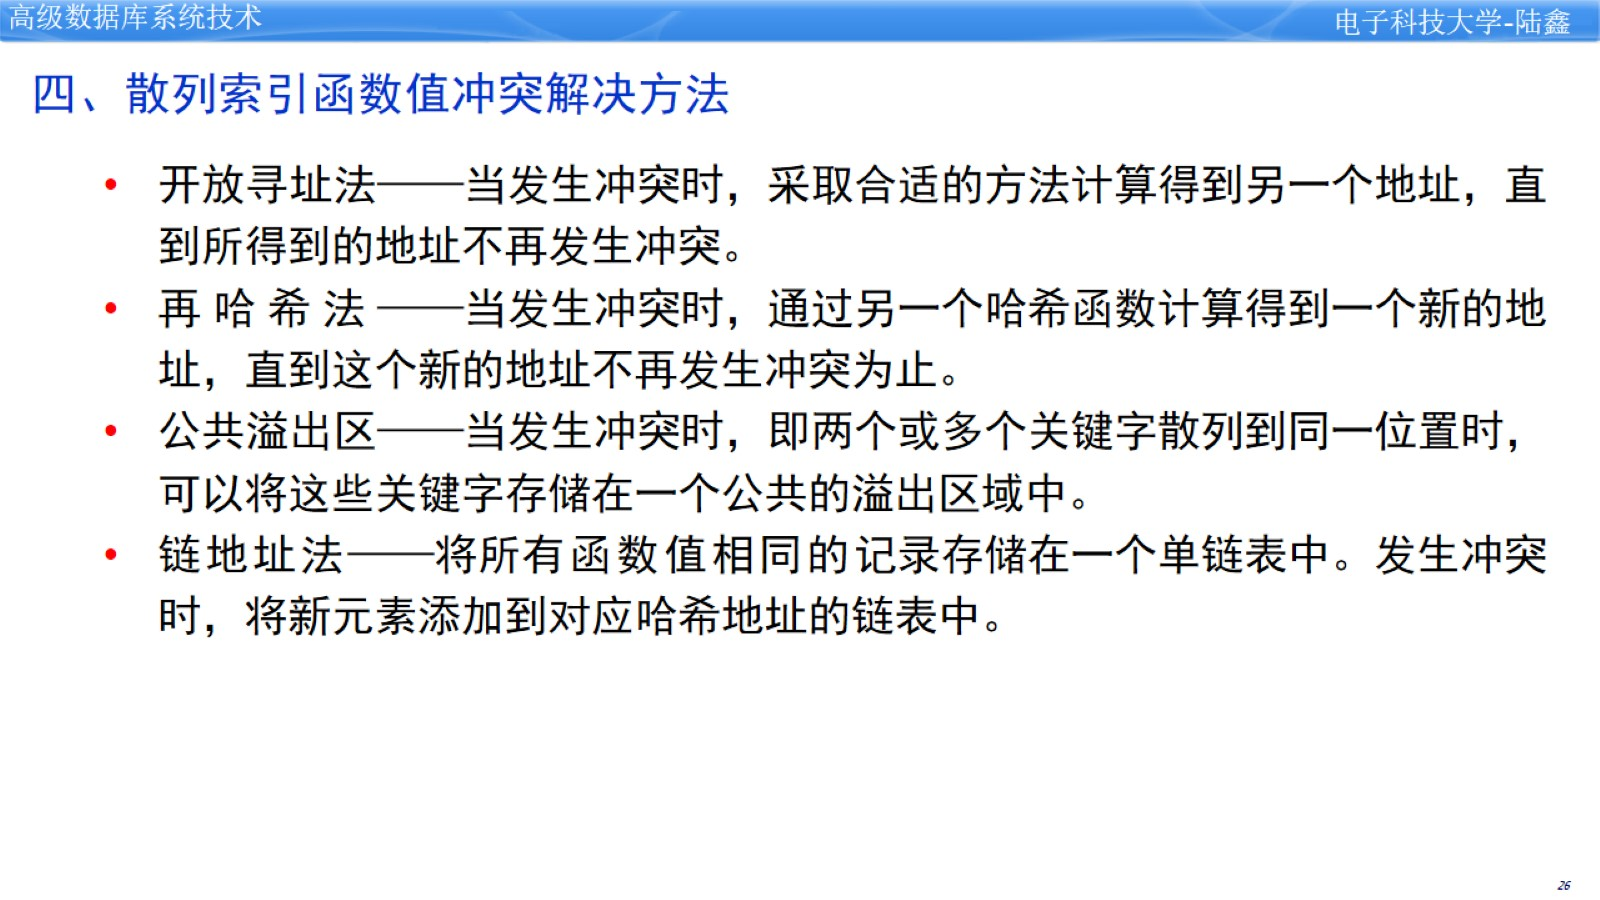 高级数据库系统技术
电子科技大学-陆鑫
四、散列索引函数值冲突解决方法
• 开放寻址法——当发生冲突时，采取合适的方法计算得到另一个地址，直
到所得到的地址不再发生冲突。
• 再哈希法——当发生冲突时，通过另一个哈希函数计算得到一个新的地
址，直到这个新的地址不再发生冲突为止。
• 公共溢出区——当发生冲突时，即两个或多个关键字散列到同一位置时，
可以将这些关键字存储在一个公共的溢出区域中。
• 链地址法——将所有函数值相同的记录存储在一个单链表中。发生冲突
时，将新元素添加到对应哈希地址的链表中。
26